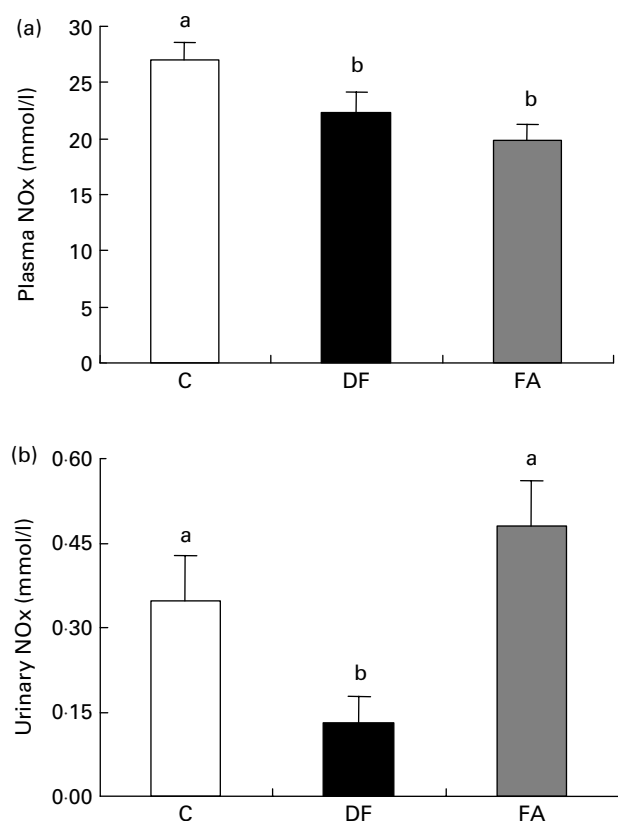 (a)
Plasma NOx (mmol/l)
30
25
20
15
10
5
0
a
b
b
C DF FA
(b)
Urinary NOx (mmol/l)
0·60
0·45
0·30
0·15
0·00
a
b
a
C DF FA